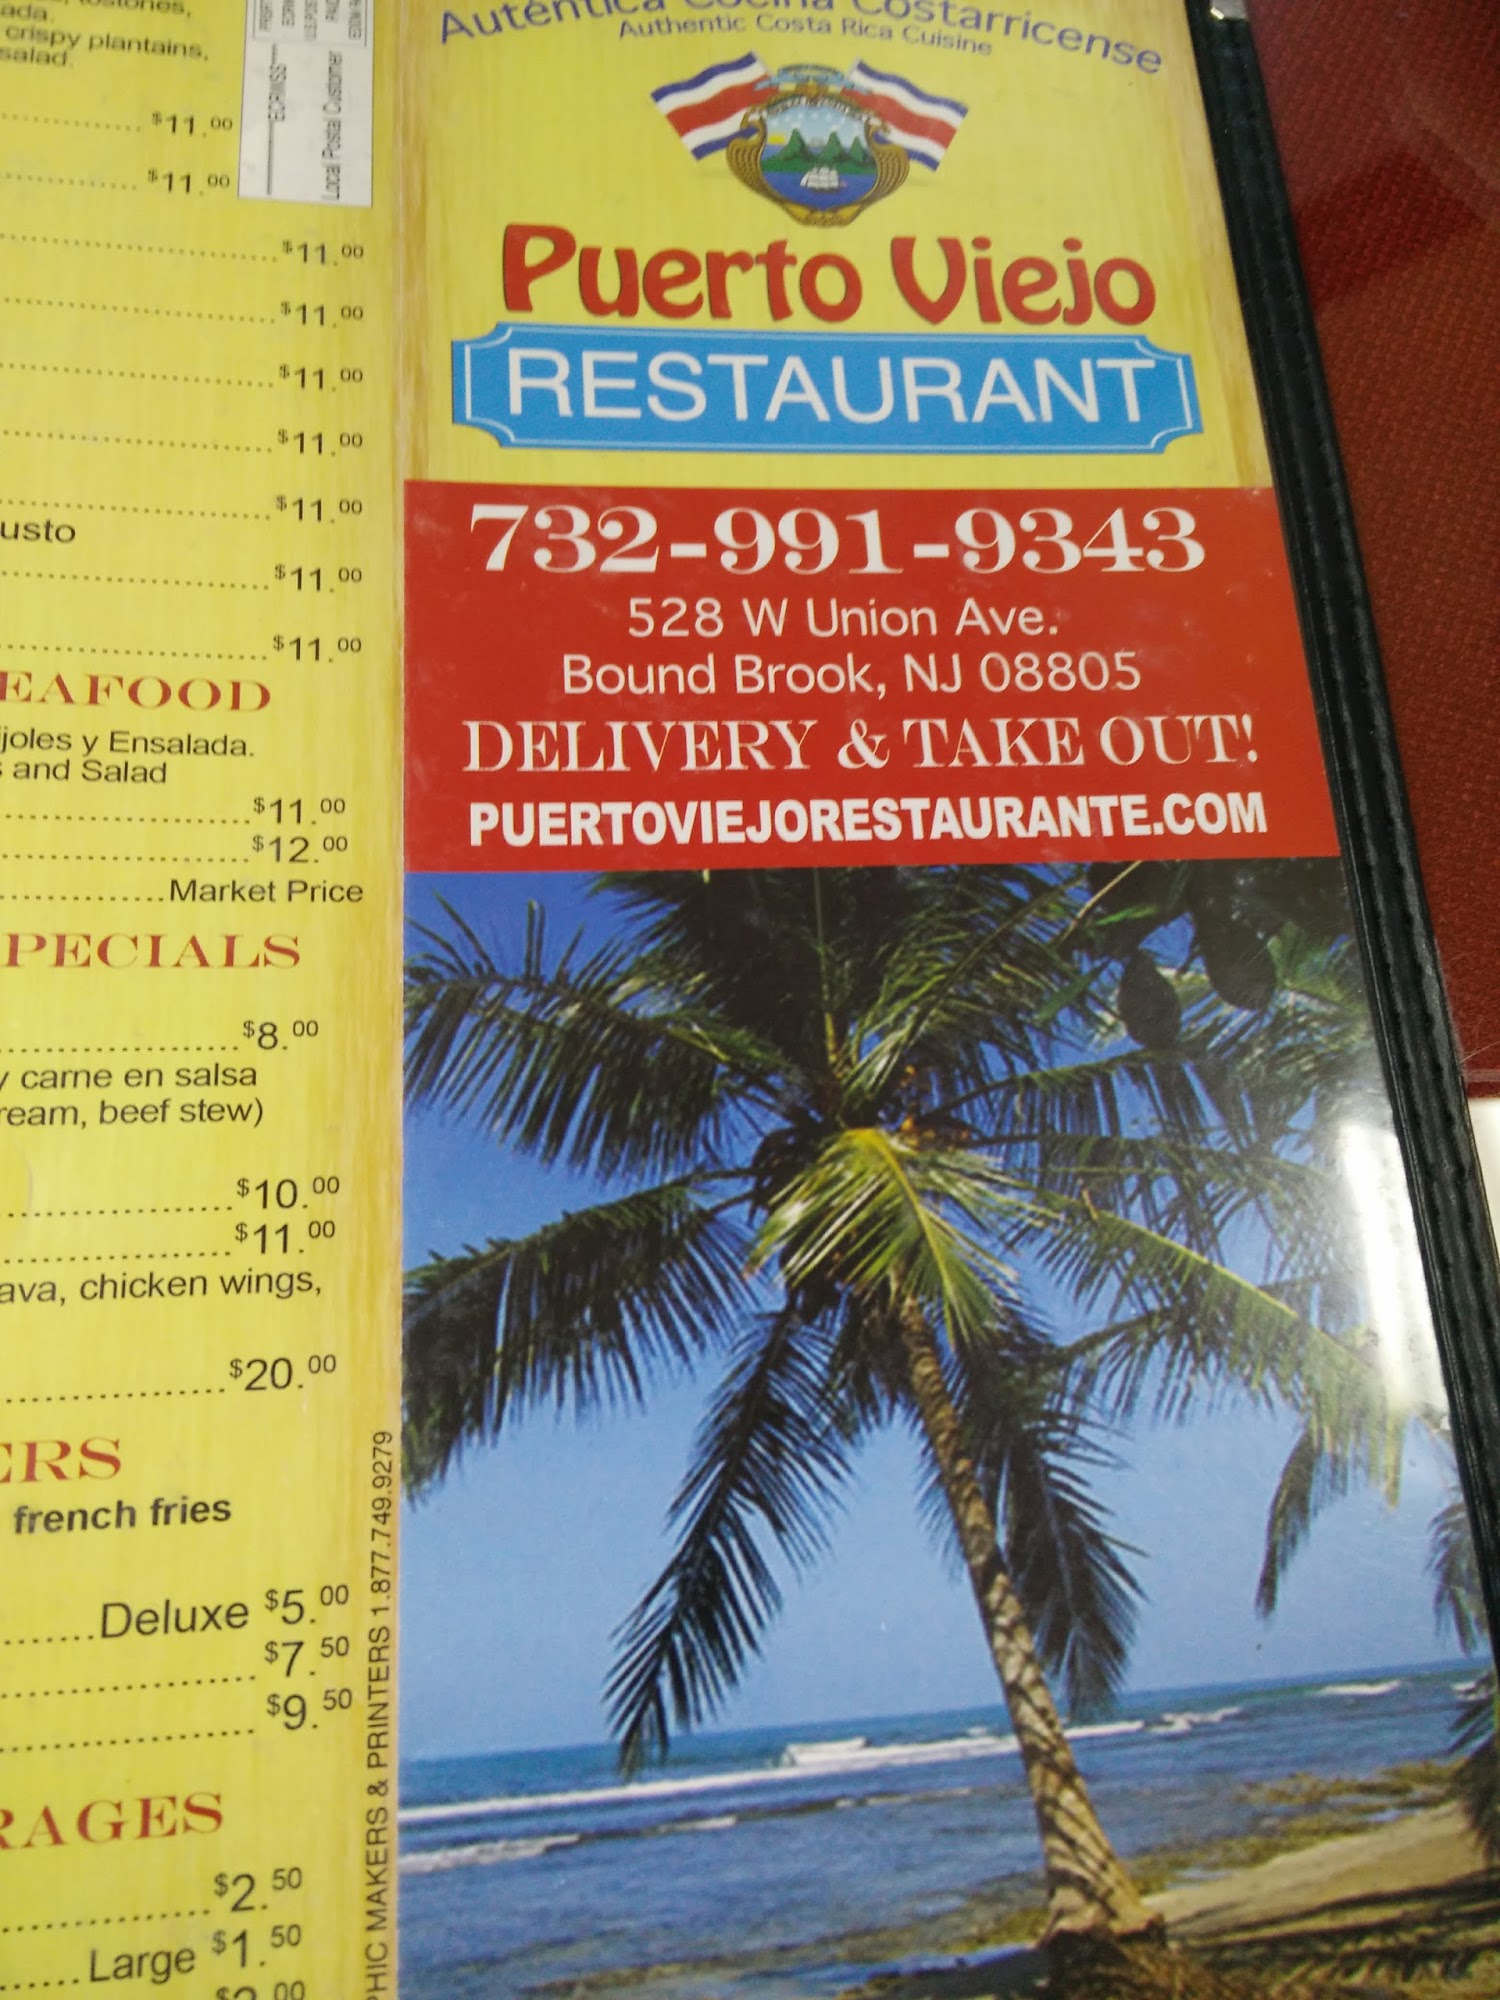 ada.
crispy plantains,
salad.
$11.00
$11.00
ECRWSS
Local Postal Customer
$11.00
$11.00
$11.00
$11.00
$11.00
usto
$11.00
$11.00
EAFOOD
joles y Ensalada.
and Salad
$11.00
$12.00
Market Price
PECIALS
$8.00
y carne en salsa
ream, beef stew)
$10.00
$11.00
ava, chicken wings,
$20.00
ERS
french fries
Deluxe $5.00
$7.50
$9.50
RAGES
$2.50
Large $1.50
PHIC MAKERS & PRINTERS 1.877.749.9279
Auténtica Cocina Costarricense
Authentic Costa Rica Cuisine
Puerto Viejo
RESTAURANT
732-991-9343
528 W Union Ave.
Bound Brook, NJ 08805
DELIVERY & TAKE OUT!
PUERTOVIEJORESTAURANTE.COM